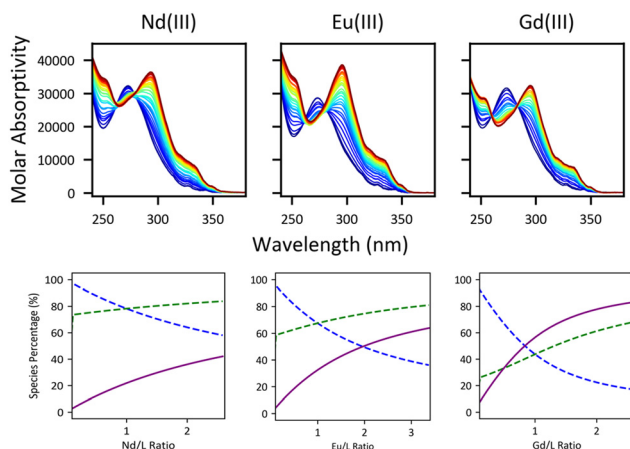 Nd(III) Eu(III) Gd(III)
Molar Absorptivity
40000
30000
20000
10000
0
250 300 350 250 300 350 250 300 350
Wavelength (nm)
Species Percentage (%)
100 100 100
80 80 80
60 60 60
40 40 40
20 20 20
0 0 0
1 2 1 2 3 1 2
Nd/L Ratio Eu/L Ratio Gd/L Ratio